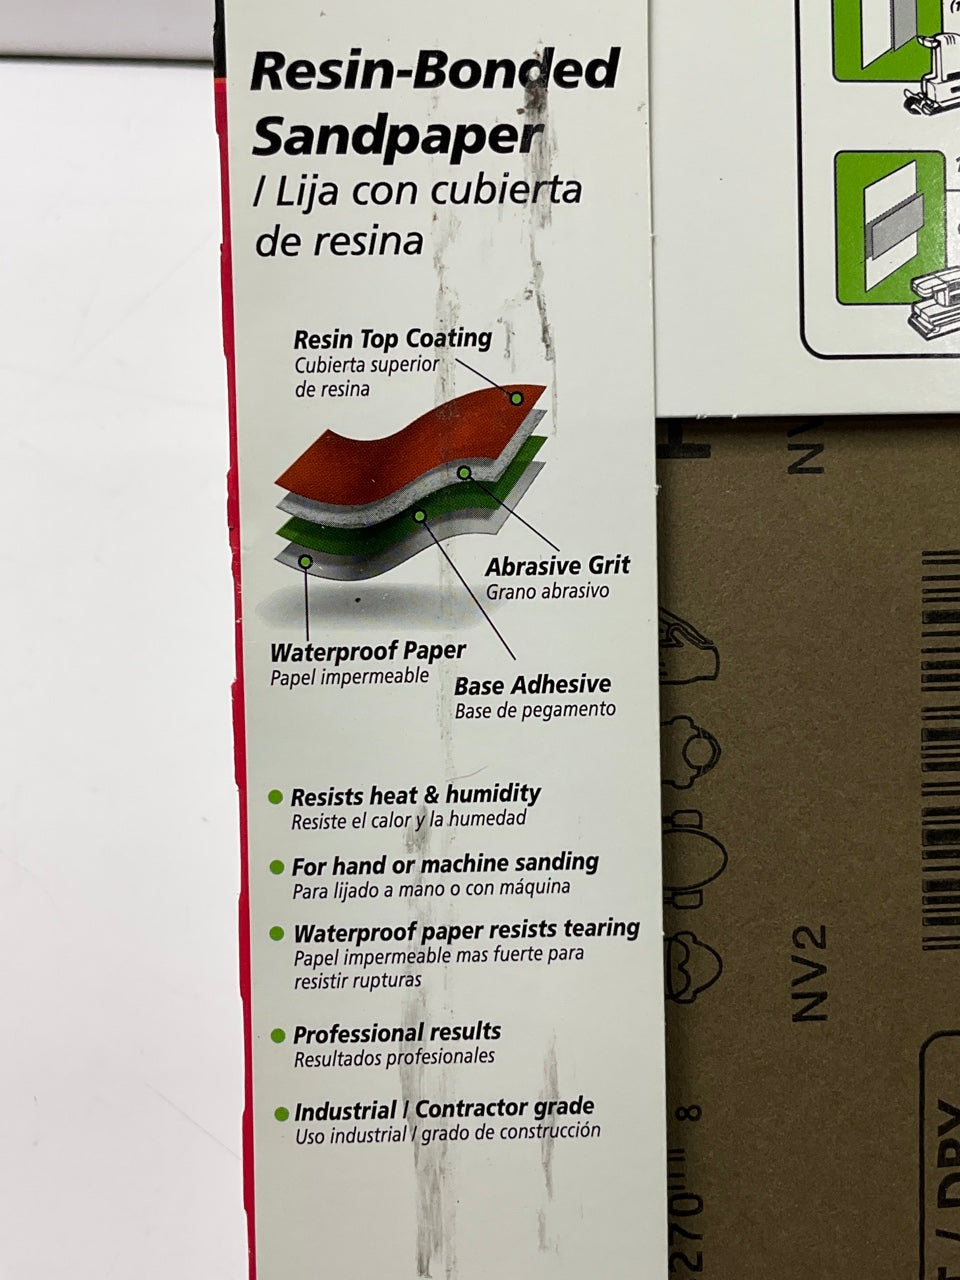 Resin-Bonded
Sandpaper
/ Lija con cubierta
de resina
Resin Top Coating
Cubierta superior
de resina
Abrasive Grit
Grano abrasivo
Waterproof Paper
Papel impermeable
Base Adhesive
Base de pegamento
Resists heat & humidity
Resiste el calor y la humedad
For hand or machine sanding
Para lijado a mano o con máquina
Waterproof paper resists tearing
Papel impermeable mas fuerte para
resistir rupturas
Professional results
Resultados profesionales
Industrial / Contractor grade
Uso industrial / grado de construcción
NV2
8
/ DRY